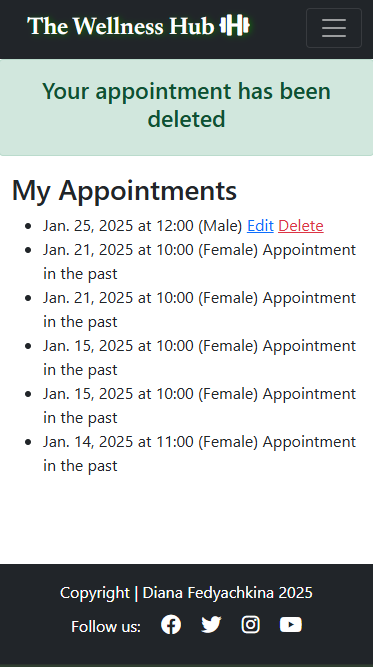 The Wellness Hub
Your appointment has been
deleted
My Appointments
Jan. 25, 2025 at 12:00 (Male) Edit Delete
Jan. 21, 2025 at 10:00 (Female) Appointment
in the past
Jan. 21, 2025 at 10:00 (Female) Appointment
in the past
Jan. 15, 2025 at 10:00 (Female) Appointment
in the past
Jan. 15, 2025 at 10:00 (Female) Appointment
in the past
Jan. 14, 2025 at 11:00 (Female) Appointment
in the past
Copyright | Diana Fedyachkina 2025
Follow us: